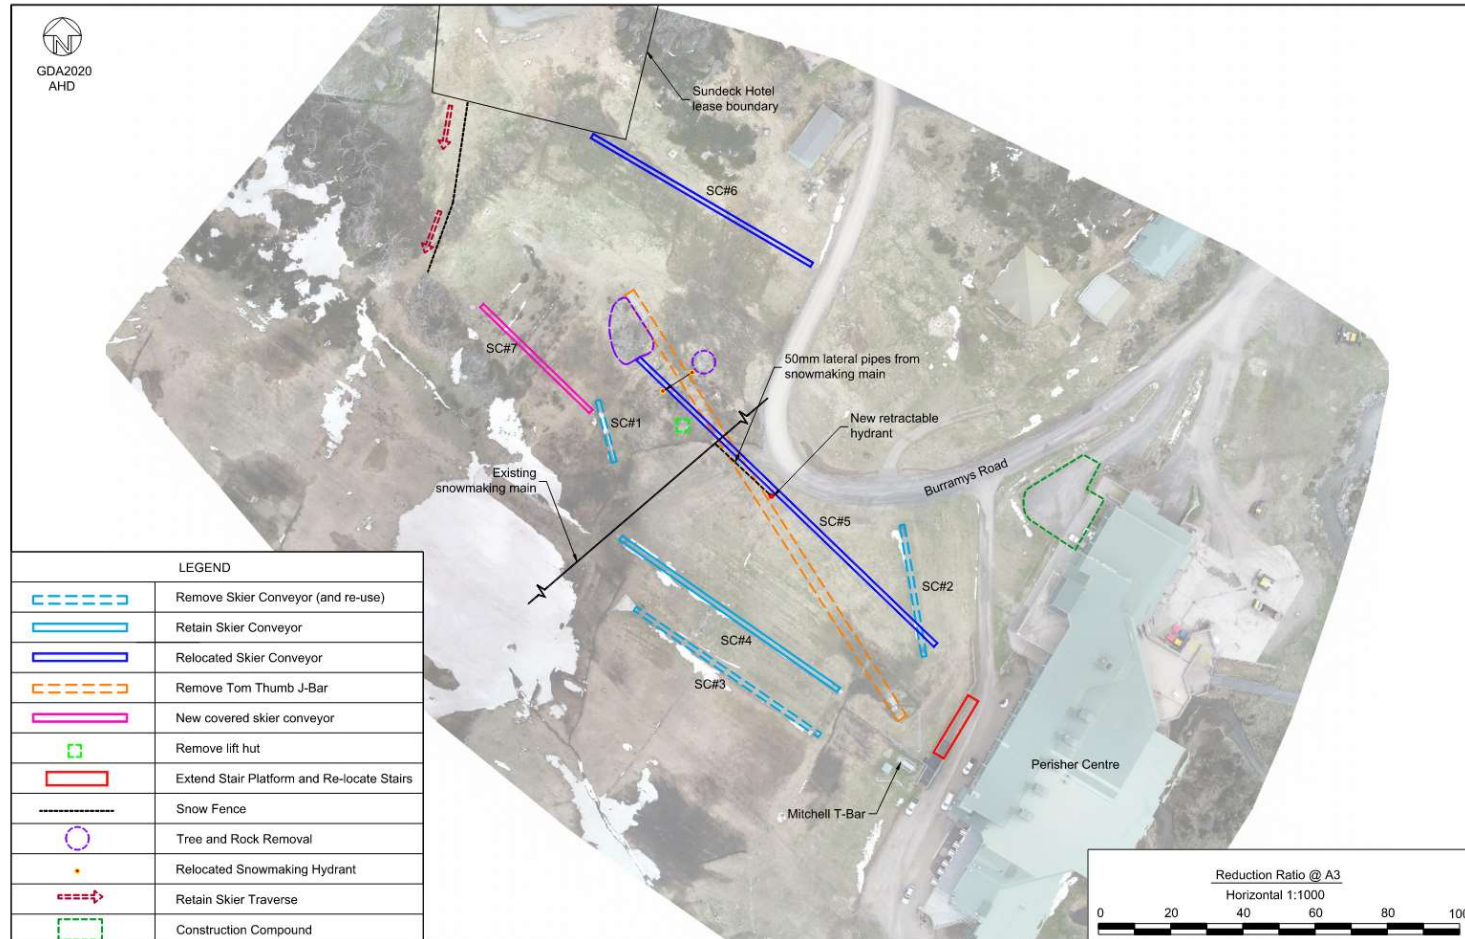 N
GDA2020
AHD
Sundeck Hotel
lease boundary
SC#6
SC#7
SC#1
50mm lateral pipes from
snowmaking main
New retractable
hydrant
Existing
snowmaking main
Burramys Road
SC#5
SC#2
SC#4
SC#3
Perisher Centre
Mitchell T-Bar
LEGEND
Remove Skier Conveyor (and re-use)
Retain Skier Conveyor
Relocated Skier Conveyor
Remove Tom Thumb J-Bar
New covered skier conveyor
Remove lift hut
Extend Stair Platform and Re-locate Stairs
Snow Fence
Tree and Rock Removal
Relocated Snowmaking Hydrant
Retain Skier Traverse
Construction Compound
Reduction Ratio @ A3
Horizontal 1:1000
0 20 40 60 80 100